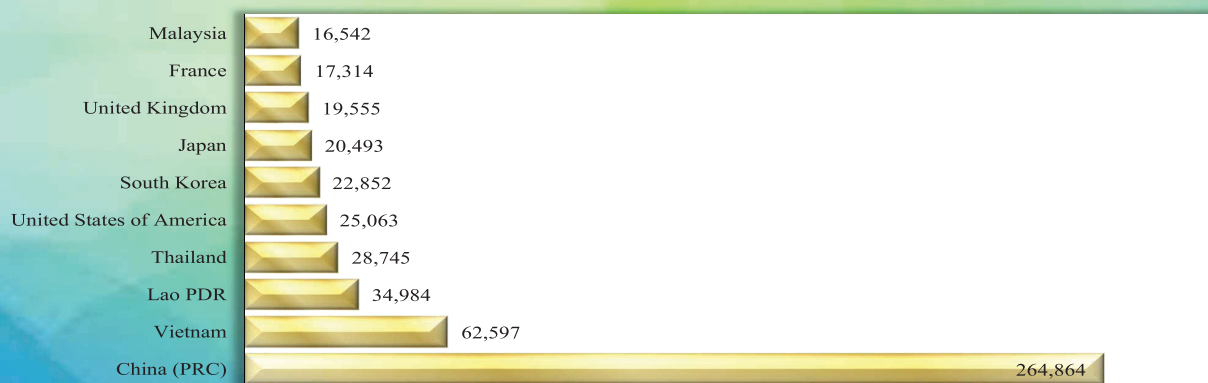 Malaysia 16,542
France 17,314
United Kingdom 19,555
Japan 20,493
South Korea 22,852
United States of America 25,063
Thailand 28,745
Lao PDR 34,984
Vietnam 62,597
China (PRC) 264,864